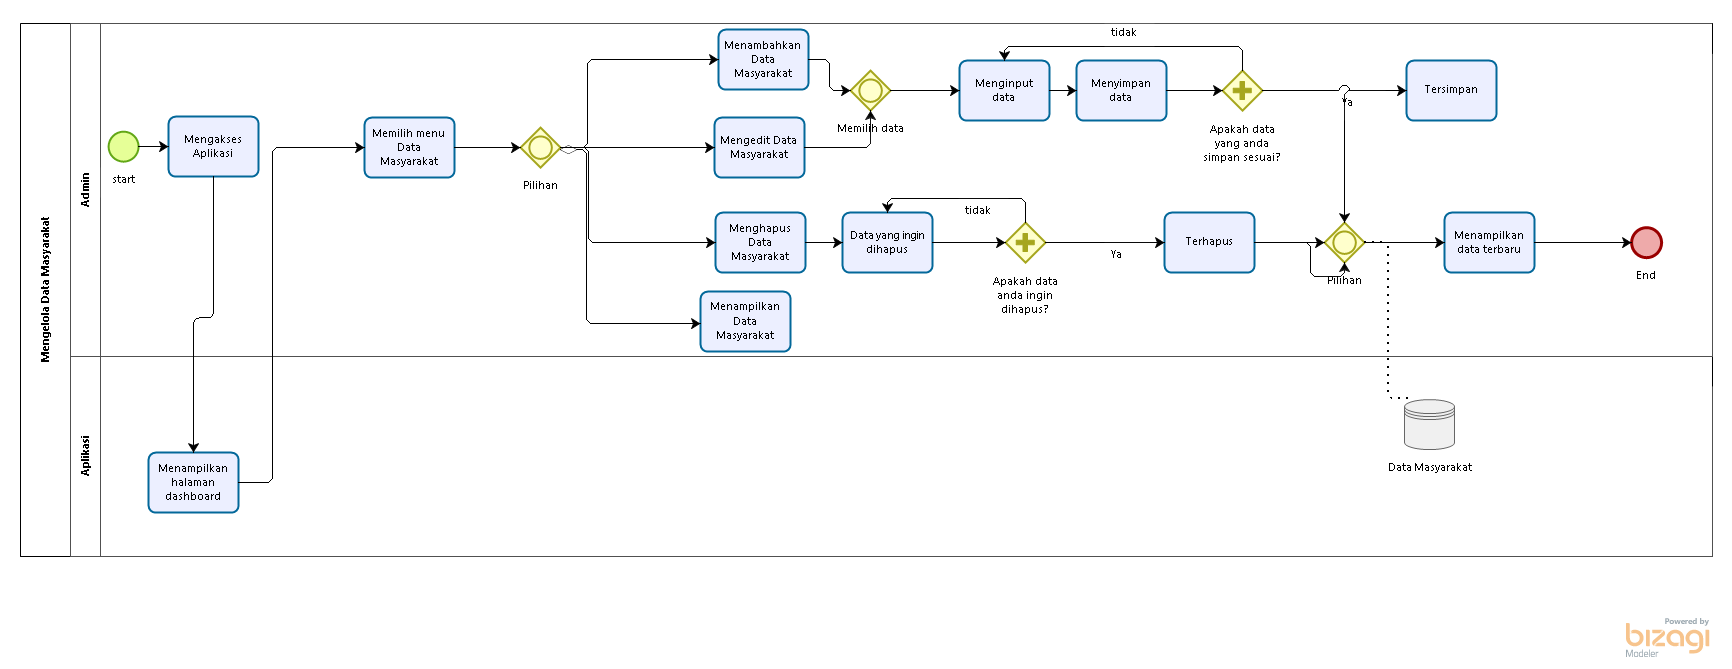 Mengelola Data Masyarakat
Admin
Aplikasi
start
Mengakses
Aplikasi
Menampilkan
halaman
dashboard
Memilih menu
Data
Masyarakat
Pilihan
Menambahkan
Data
Masyarakat
Mengedit Data
Masyarakat
Menghapus
Data
Masyarakat
Menampilkan
Data
Masyarakat
Memilih data
Menginput
data
Menyimpan
data
tidak
Apakah data
yang anda
simpan sesuai?
Ya
Tersimpan
Data yang ingin
dihapus
tidak
Apakah data
anda ingin
dihapus?
Ya
Terhapus
Pilihan
Menampilkan
data terbaru
End
Data Masyarakat
Powered by
bizagi
Modeler